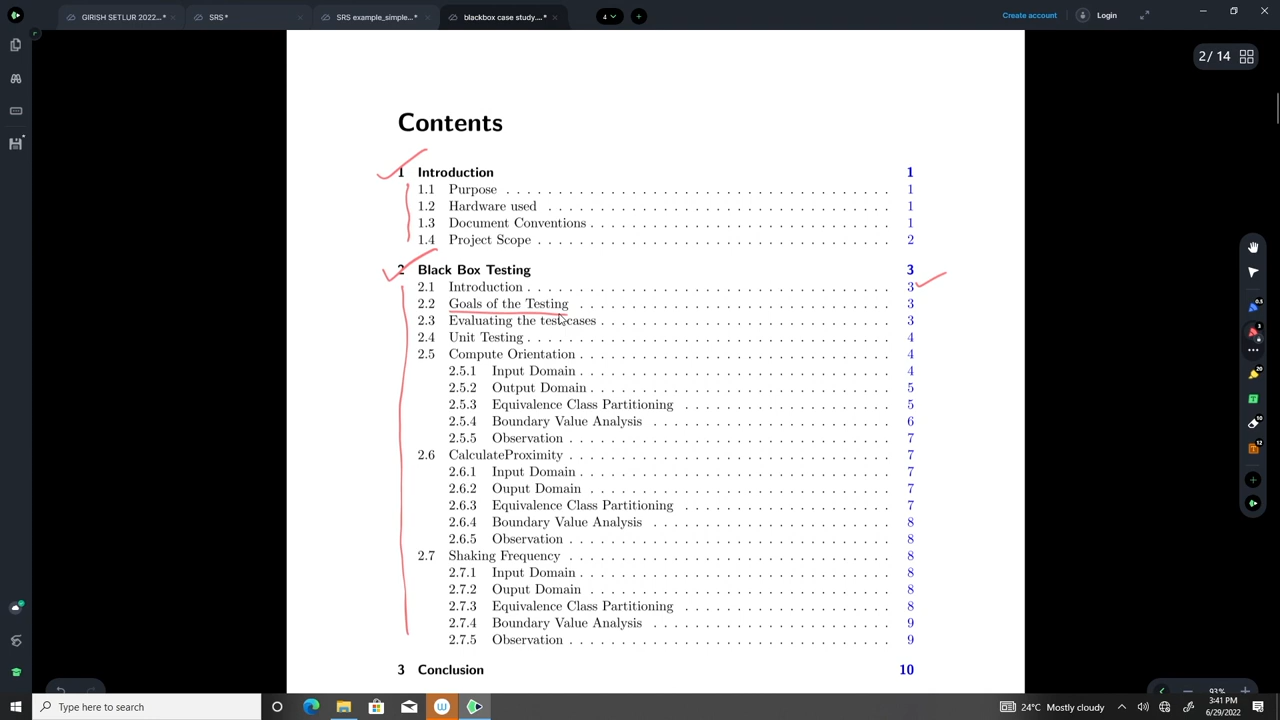 GIRISH SETLUR 2022...*
SRS*
SRS example_simple...*
blackbox case study....*
4
Create account
Login
2/ 14
Contents
1 Introduction 1
1.1 Purpose . . . . . . . . . . . . . . . . . . . . . . . . . . . . . . 1
1.2 Hardware used . . . . . . . . . . . . . . . . . . . . . . . . . . . 1
1.3 Document Conventions . . . . . . . . . . . . . . . . . . . . . . . 1
1.4 Project Scope . . . . . . . . . . . . . . . . . . . . . . . . . . . 2
2 Black Box Testing 3
2.1 Introduction . . . . . . . . . . . . . . . . . . . . . . . . . . . . 3
2.2 Goals of the Testing . . . . . . . . . . . . . . . . . . . . . . . . 3
2.3 Evaluating the test cases . . . . . . . . . . . . . . . . . . . . . . 3
2.4 Unit Testing . . . . . . . . . . . . . . . . . . . . . . . . . . . . 4
2.5 Compute Orientation . . . . . . . . . . . . . . . . . . . . . . . . 4
2.5.1 Input Domain . . . . . . . . . . . . . . . . . . . . . . . . 4
2.5.2 Output Domain . . . . . . . . . . . . . . . . . . . . . . . 5
2.5.3 Equivalence Class Partitioning . . . . . . . . . . . . . . . . 5
2.5.4 Boundary Value Analysis . . . . . . . . . . . . . . . . . . 6
2.5.5 Observation . . . . . . . . . . . . . . . . . . . . . . . . . 7
2.6 CalculateProximity . . . . . . . . . . . . . . . . . . . . . . . . . 7
2.6.1 Input Domain . . . . . . . . . . . . . . . . . . . . . . . . 7
2.6.2 Ouput Domain . . . . . . . . . . . . . . . . . . . . . . . 7
2.6.3 Equivalence Class Partitioning . . . . . . . . . . . . . . . . 7
2.6.4 Boundary Value Analysis . . . . . . . . . . . . . . . . . . 8
2.6.5 Observation . . . . . . . . . . . . . . . . . . . . . . . . . 8
2.7 Shaking Frequency . . . . . . . . . . . . . . . . . . . . . . . . . 8
2.7.1 Input Domain . . . . . . . . . . . . . . . . . . . . . . . . 8
2.7.2 Ouput Domain . . . . . . . . . . . . . . . . . . . . . . . 8
2.7.3 Equivalence Class Partitioning . . . . . . . . . . . . . . . . 8
2.7.4 Boundary Value Analysis . . . . . . . . . . . . . . . . . . 9
2.7.5 Observation . . . . . . . . . . . . . . . . . . . . . . . . . 9
3 Conclusion 10
93%
Type here to search
24°C Mostly cloudy
ENG
3:41 PM
6/29/2022